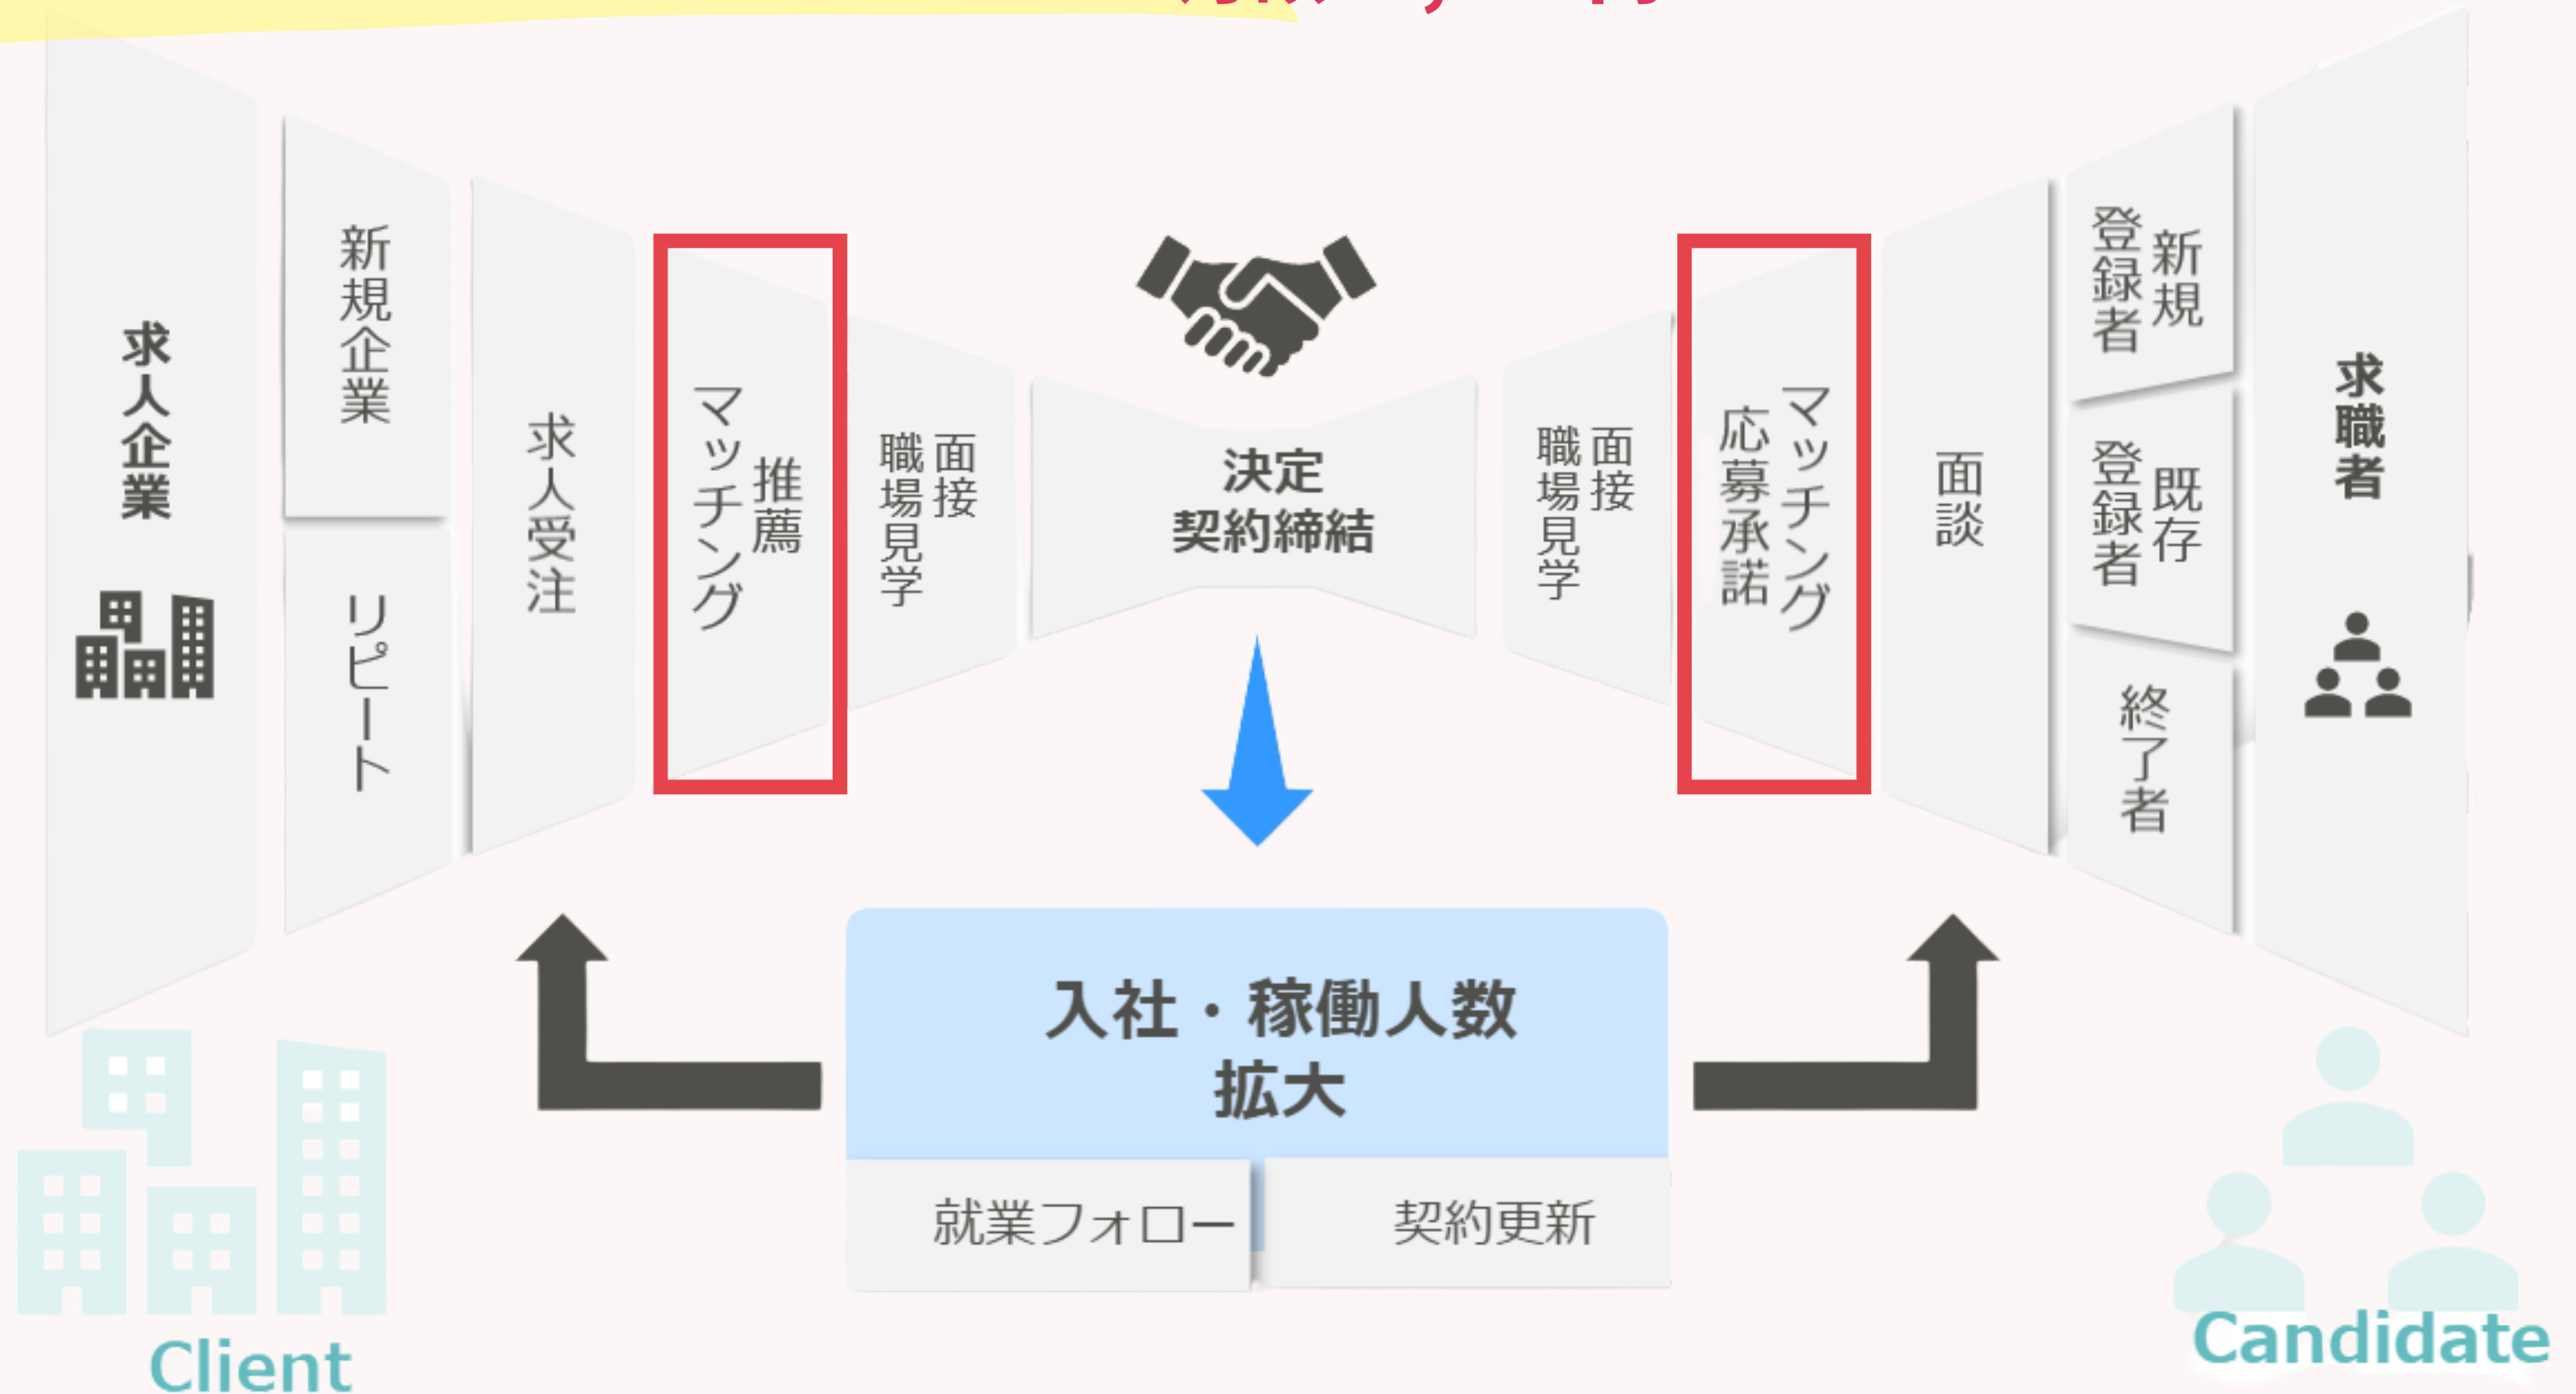 求人企業
新規企業
リピート
求人受注
推薦
マッチング
面接
職場見学
決定
契約締結
面接
職場見学
マッチング
応募承諾
面談
新規
登録者
既存
登録者
終了者
求職者
入社・稼働人数
拡大
就業フォロー
契約更新
Client
Candidate